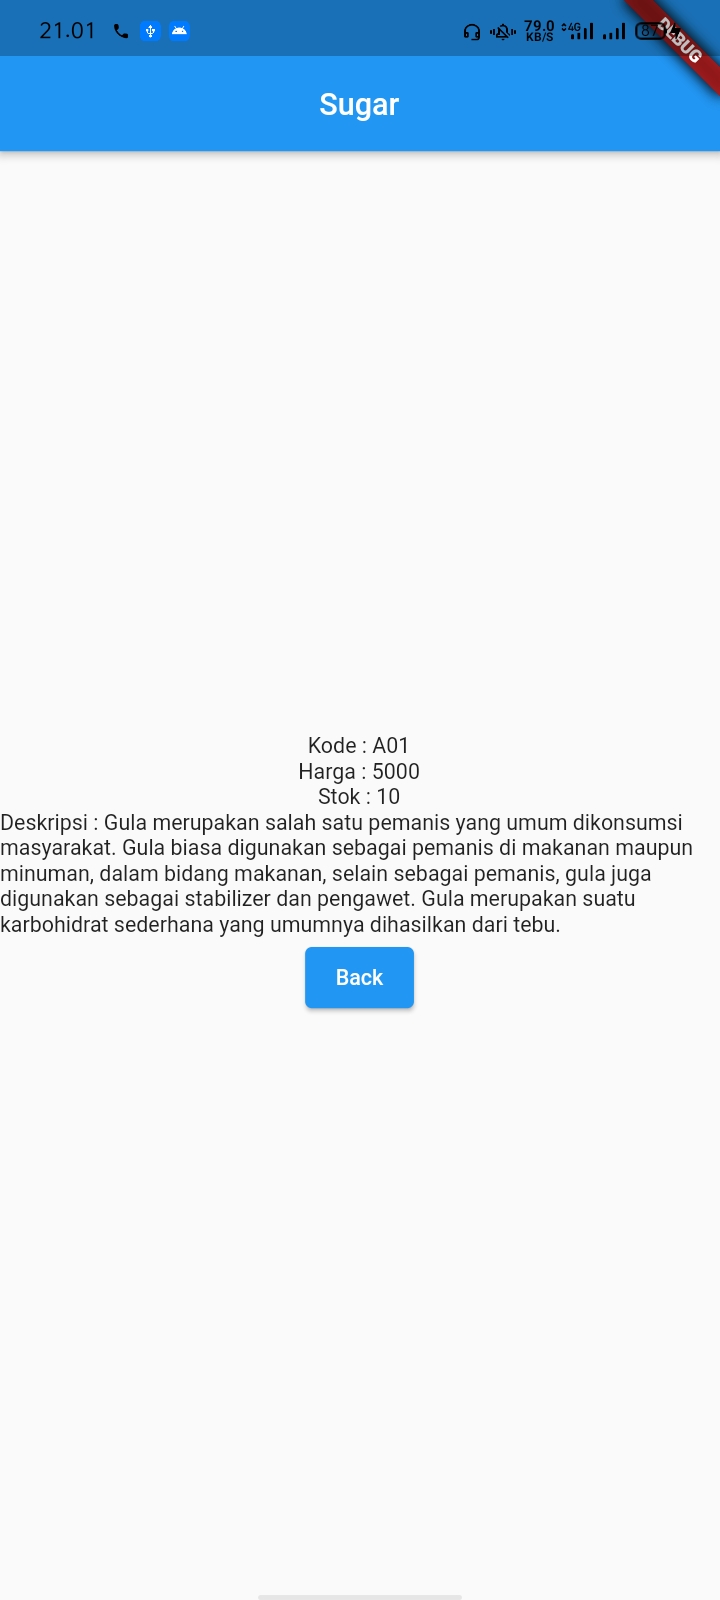 21.01
79.0
KB/S
4G
87
DEBUG
Sugar
Kode : A01
Harga : 5000
Stok : 10
Deskripsi : Gula merupakan salah satu pemanis yang umum dikonsumsi
masyarakat. Gula biasa digunakan sebagai pemanis di makanan maupun
minuman, dalam bidang makanan, selain sebagai pemanis, gula juga
digunakan sebagai stabilizer dan pengawet. Gula merupakan suatu
karbohidrat sederhana yang umumnya dihasilkan dari tebu.
Back